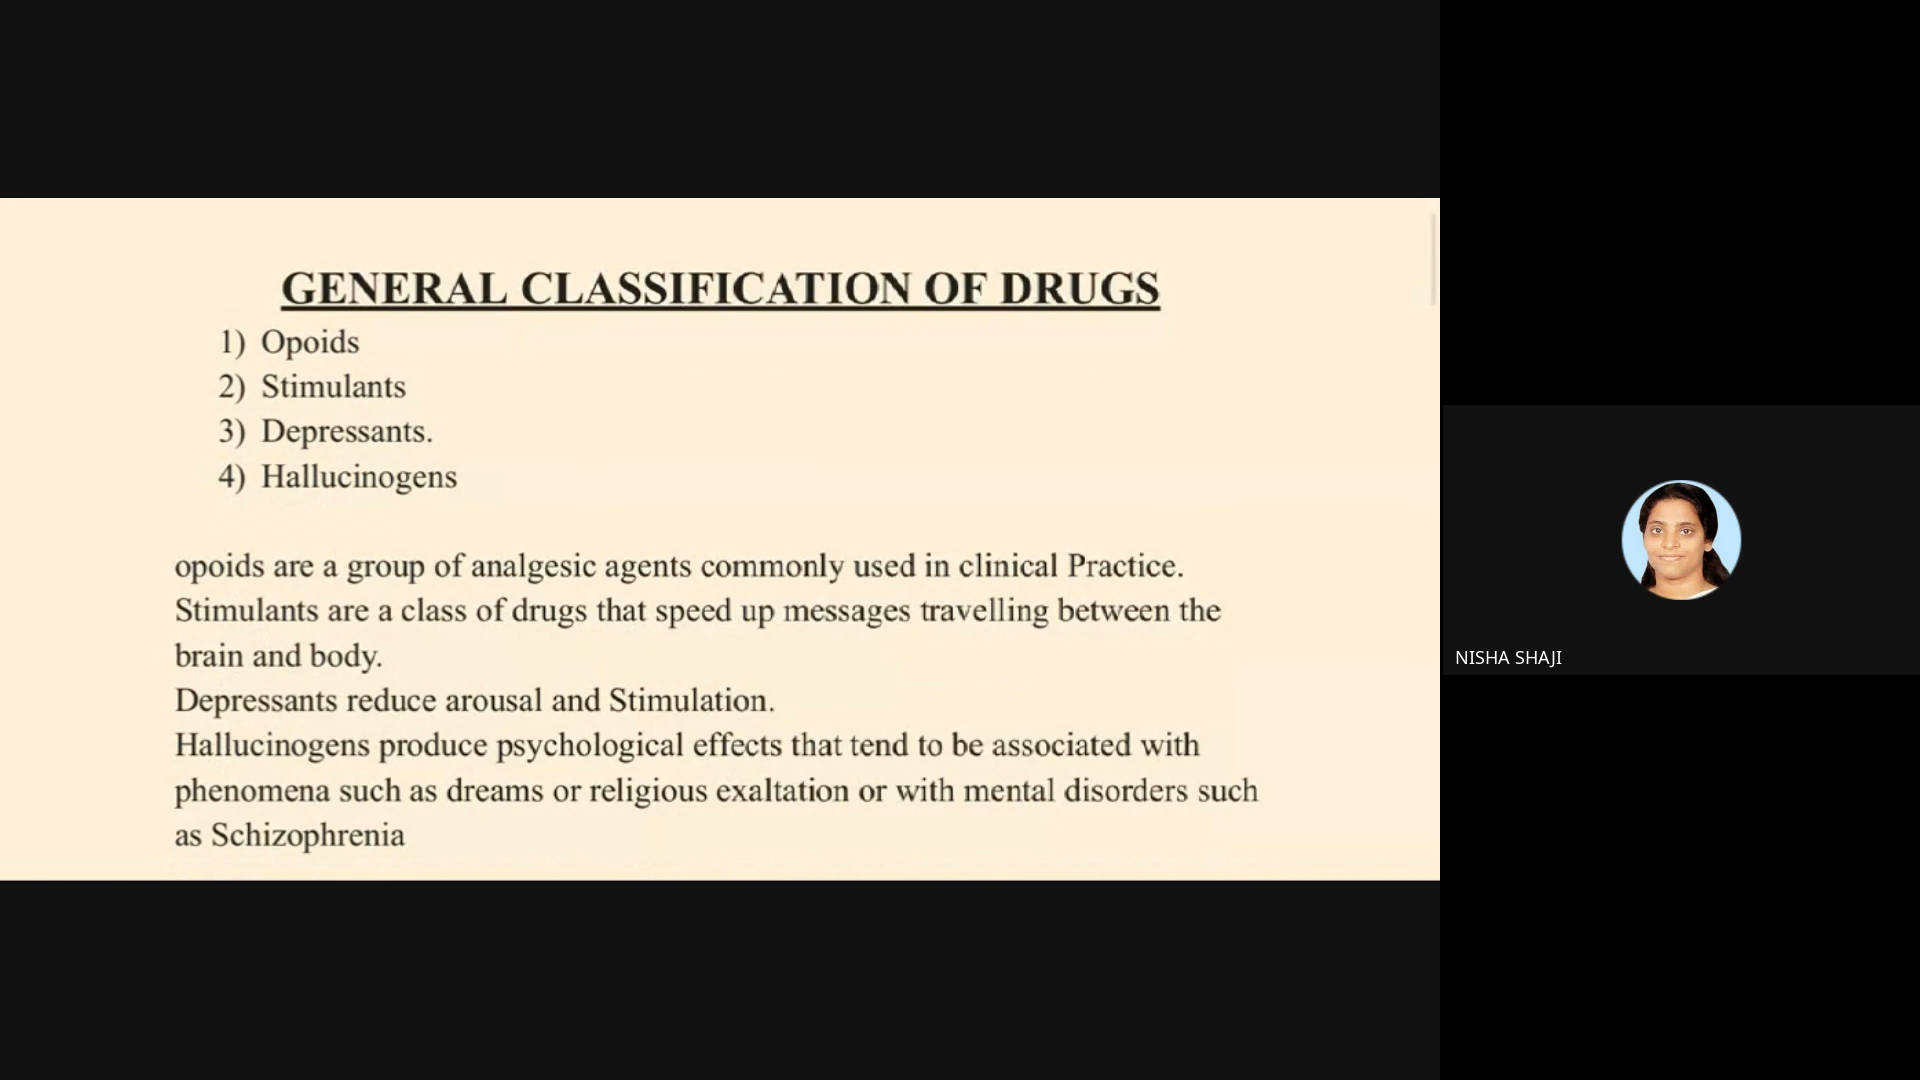 GENERAL CLASSIFICATION OF DRUGS
1) Opoids
2) Stimulants
3) Depressants.
4) Hallucinogens
opoids are a group of analgesic agents commonly used in clinical Practice.
Stimulants are a class of drugs that speed up messages travelling between the
brain and body.
Depressants reduce arousal and Stimulation.
Hallucinogens produce psychological effects that tend to be associated with
phenomena such as dreams or religious exaltation or with mental disorders such
as Schizophrenia
NISHA SHAJI